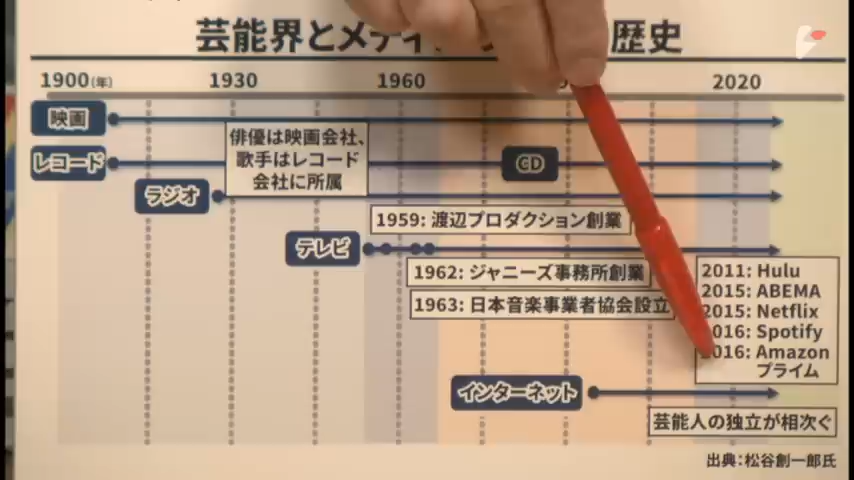 芸能界とメディ 歴史
1900(年) 1930 1960 2020
映画
レコード
俳優は映画会社、
歌手はレコード
会社に所属
CD
ラジオ
1959: 渡辺プロダクション創業
テレビ
1962: ジャニーズ事務所創業
1963: 日本音楽事業者協会設立
2011: Hulu
2015: ABEMA
2015: Netflix
016: Spotify
016: Amazon
プライム
インターネット
芸能人の独立が相次ぐ
出典：松谷創一郎氏